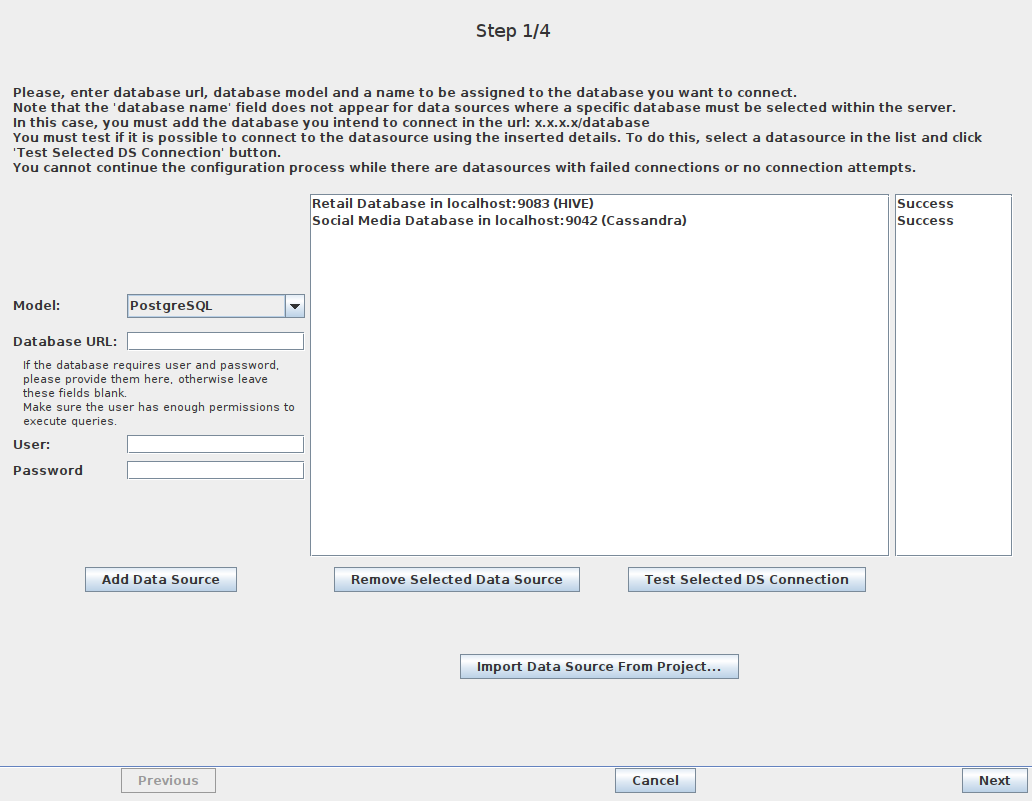 Step 1/4
Please, enter database url, database model and a name to be assigned to the database you want to connect.
Note that the 'database name' field does not appear for data sources where a specific database must be selected within the server.
In this case, you must add the database you intend to connect in the url: x.x.x.x/database
You must test if it is possible to connect to the datasource using the inserted details. To do this, select a datasource in the list and click
'Test Selected DS Connection' button.
You cannot continue the configuration process while there are datasources with failed connections or no connection attempts.
Retail Database in localhost:9083 (HIVE)
Success
Social Media Database in localhost:9042 (Cassandra)
Success
Model:
PostgreSQL
Database URL:
If the database requires user and password,
please provide them here, otherwise leave
these fields blank.
Make sure the user has enough permissions to
execute queries.
User:
Password
Add Data Source
Remove Selected Data Source
Test Selected DS Connection
Import Data Source From Project...
Previous
Cancel
Next